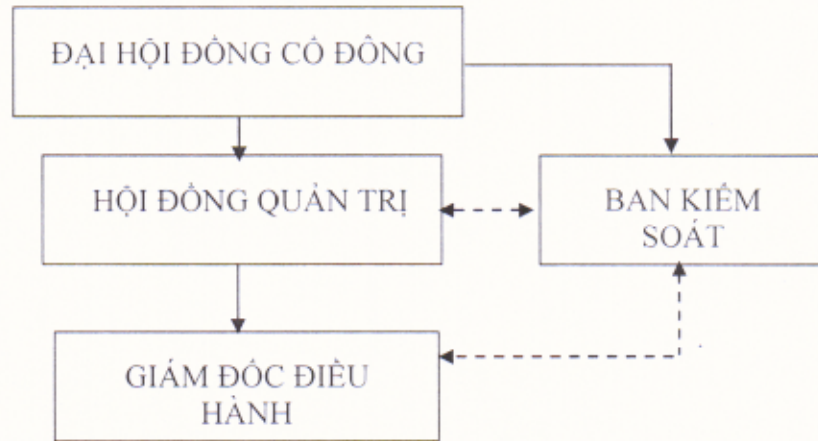 ĐẠI HỘI ĐỒNG CỔ ĐÔNG
HỘI ĐỒNG QUẢN TRỊ
BAN KIỂM
SOÁT
GIÁM ĐỐC ĐIỀU
HÀNH